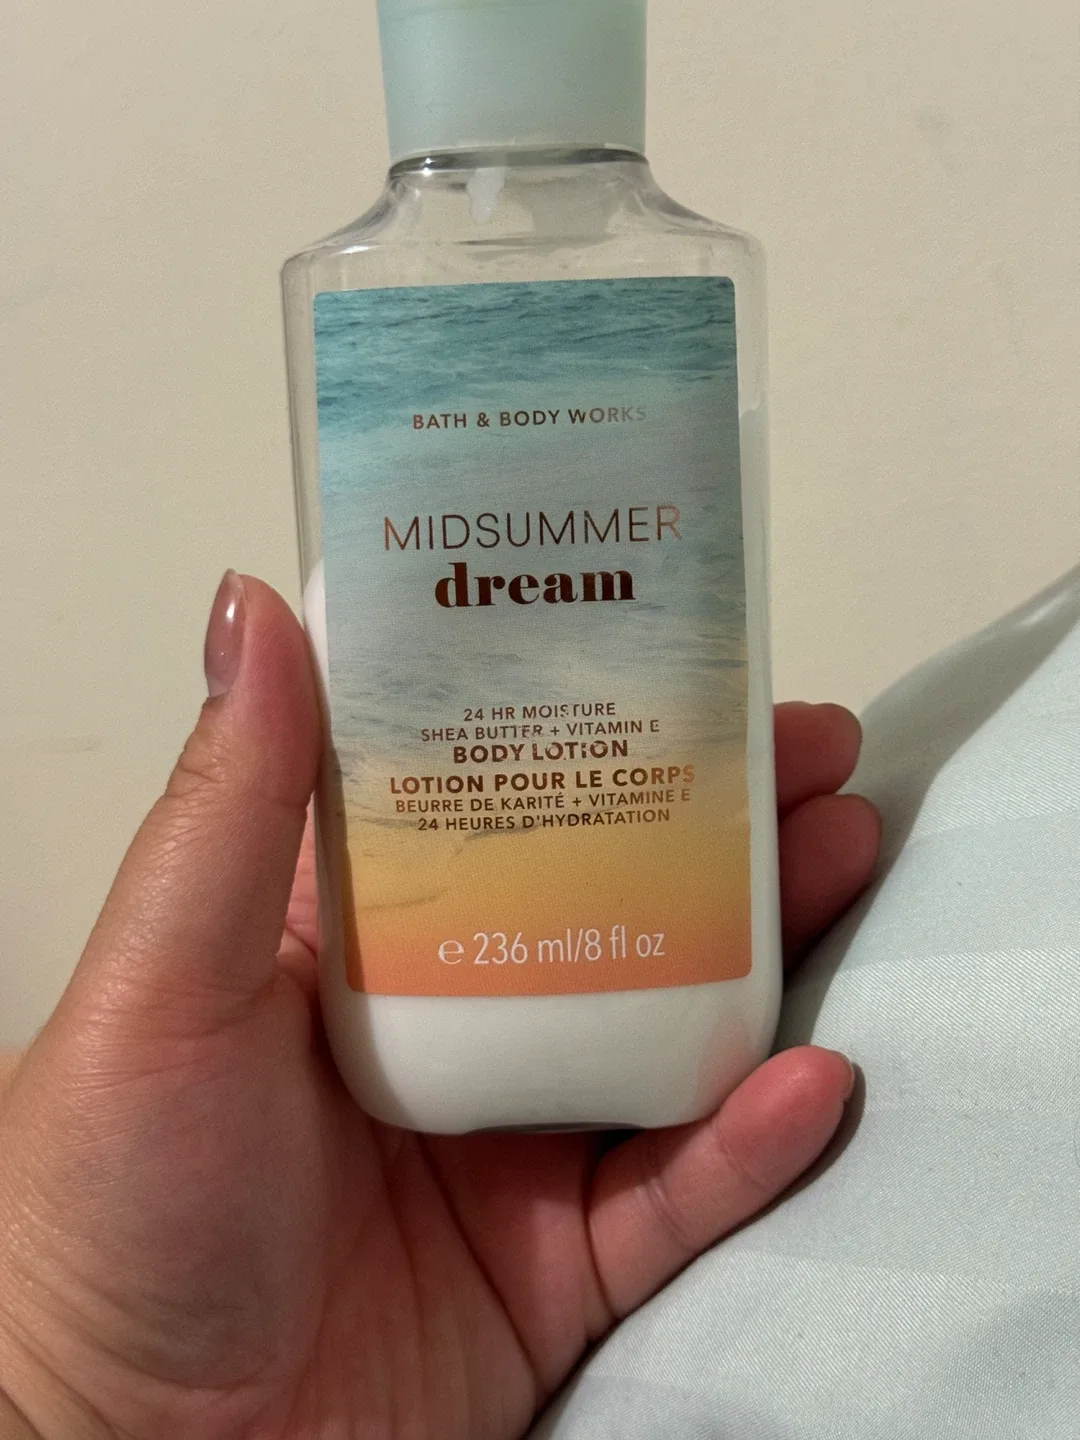 BATH & BODY WORKS
MIDSUMMER
dream
24 HR MOISTURE
SHEA BUTTER + VITAMIN E
BODY LOTION
LOTION POUR LE CORPS
BEURRE DE KARITÉ + VITAMINE E
24 HEURES D'HYDRATATION
℮ 236 ml/8 fl oz